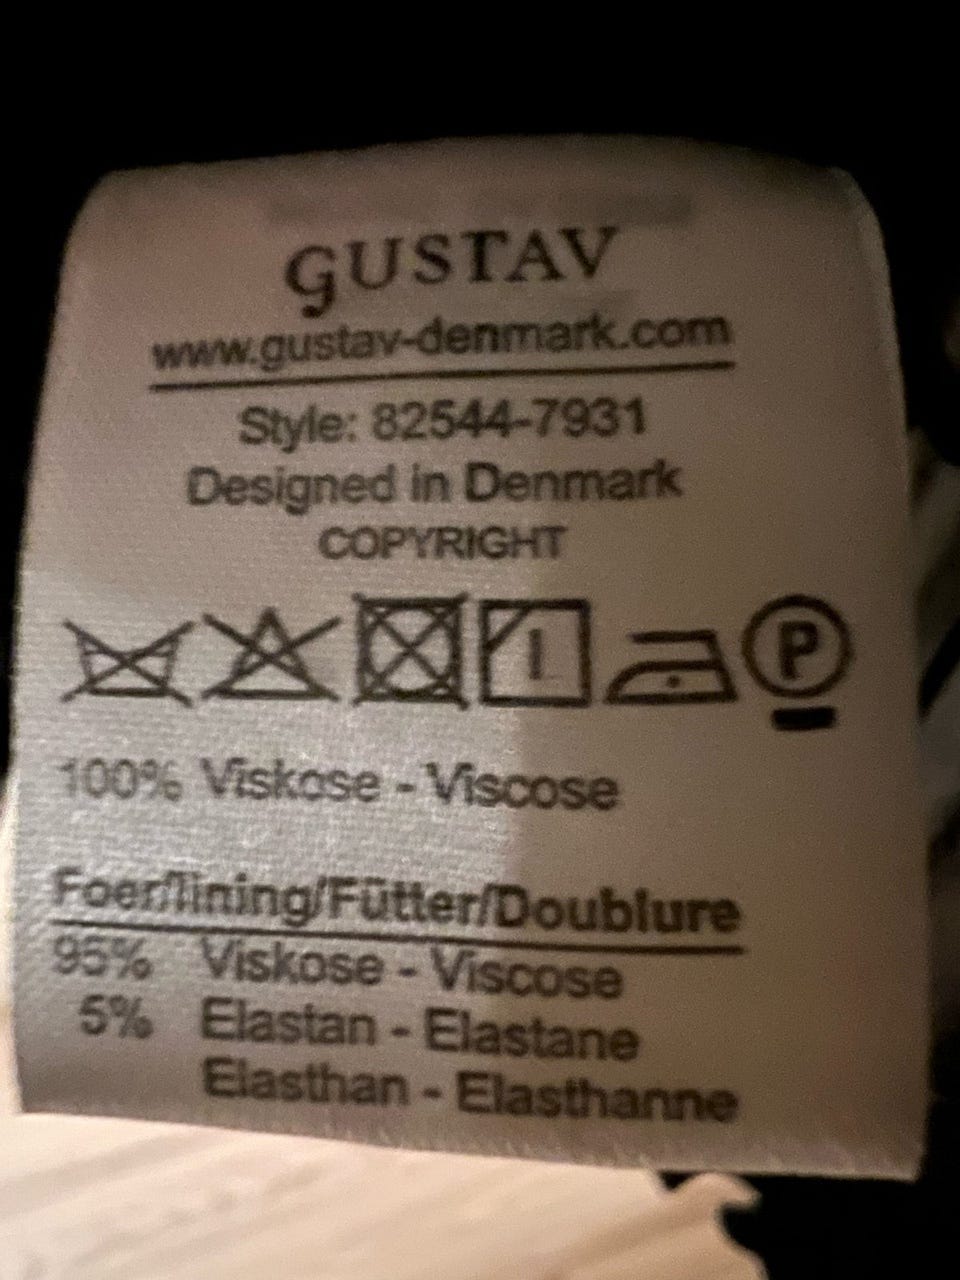 GUSTAV
www.gustav-denmark.com
Style: 82544-7931
Designed in Denmark
COPYRIGHT
L P
100% Viskose - Viscose
Foer/lining/Fütter/Doublure
95% Viskose - Viscose
5% Elastan - Elastane
Elasthan - Elasthanne